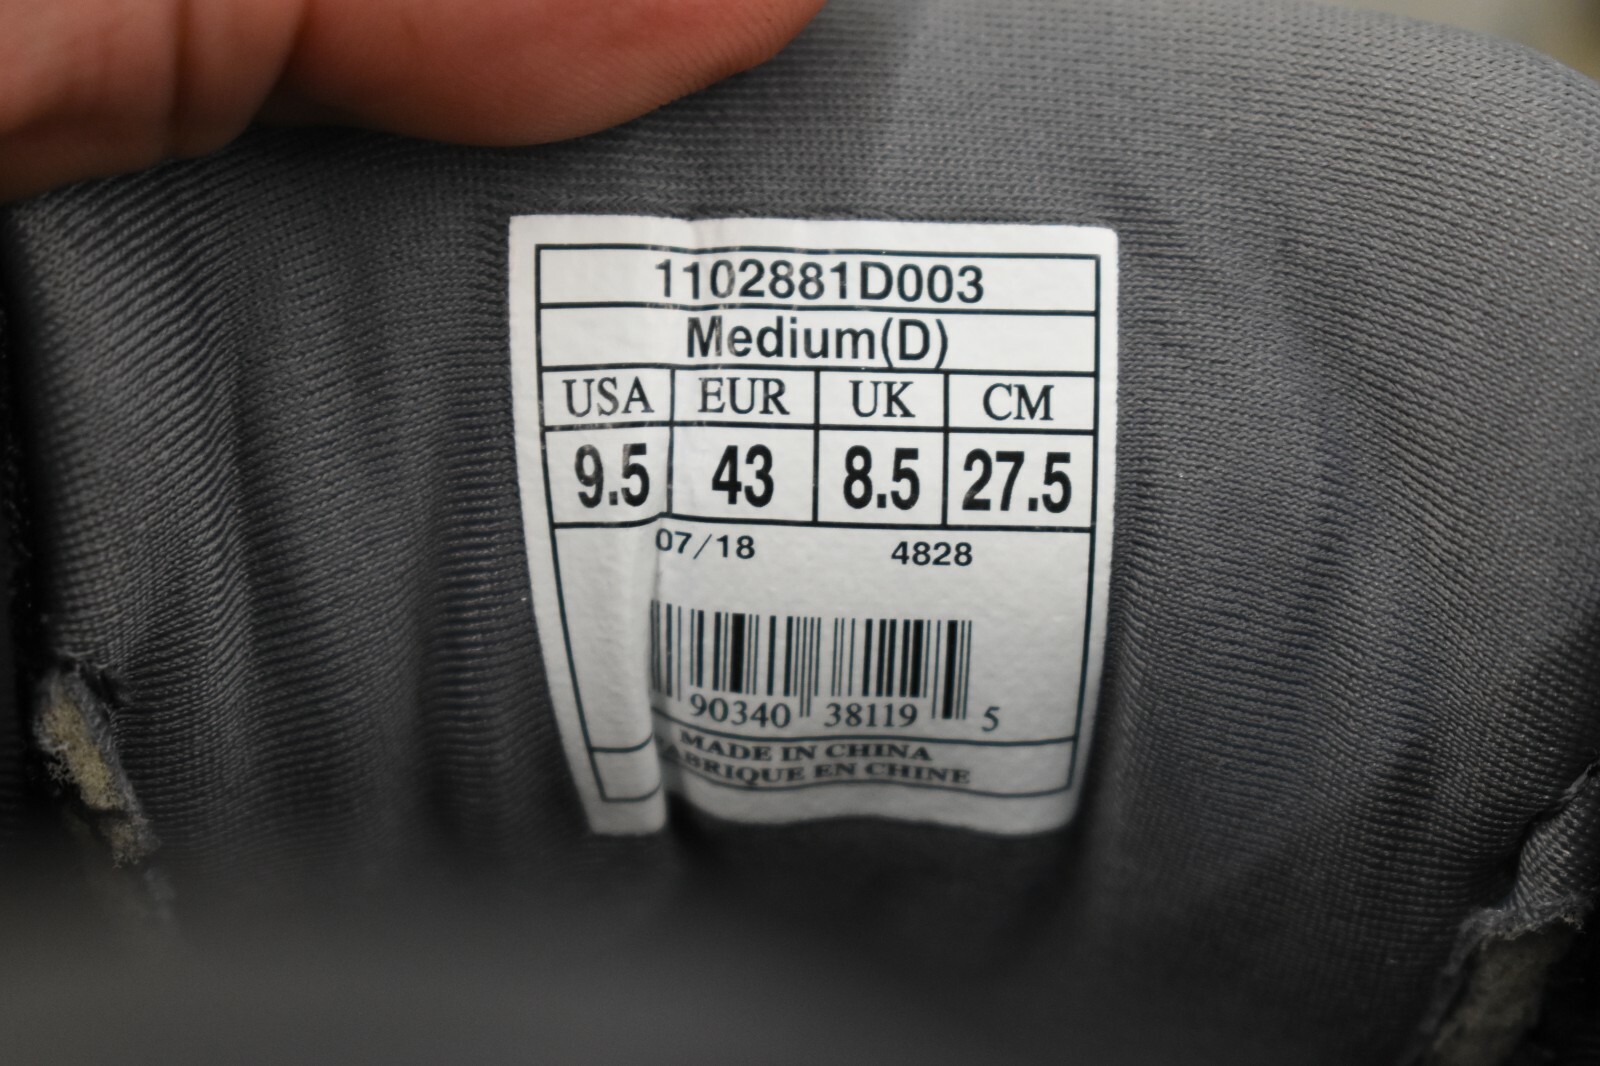 1102881D003
Medium(D)
USA EUR UK CM
9.5 43 8.5 27.5
07/18 4828
90340 38119 5
MADE IN CHINA
FABRIQUE EN CHINE